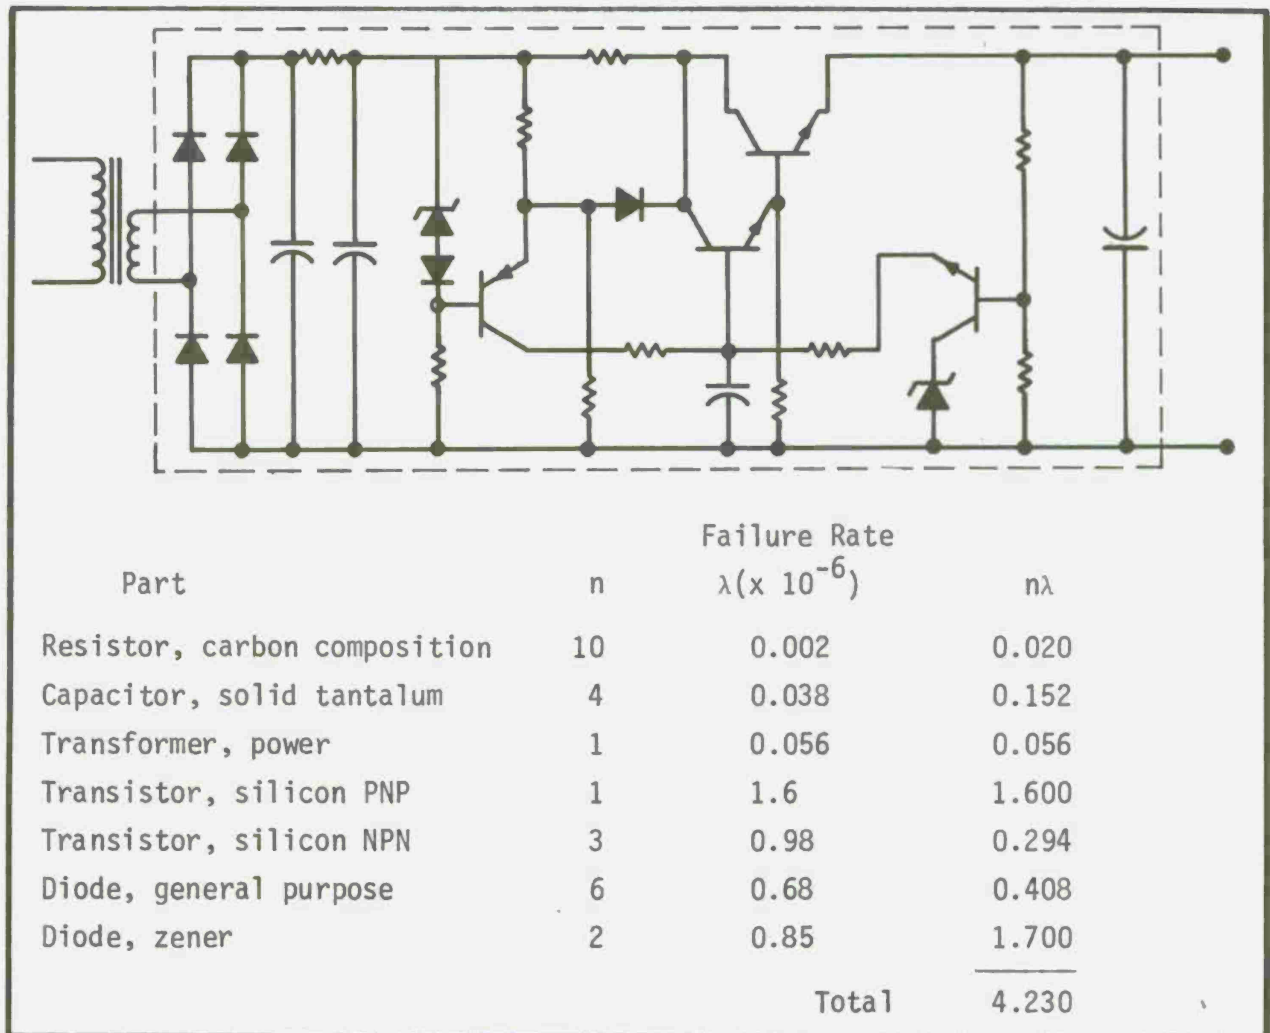 Failure Rate
Part n λ(x 10⁻⁶) nλ
Resistor, carbon composition 10 0.002 0.020
Capacitor, solid tantalum 4 0.038 0.152
Transformer, power 1 0.056 0.056
Transistor, silicon PNP 1 1.6 1.600
Transistor, silicon NPN 3 0.98 0.294
Diode, general purpose 6 0.68 0.408
Diode, zener 2 0.85 1.700
Total 4.230